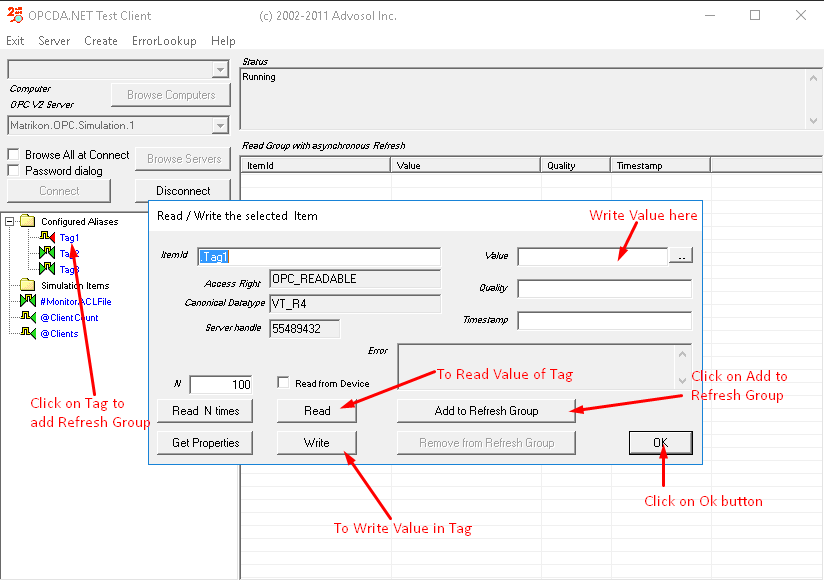 OPCDA.NET Test Client (c) 2002-2011 Advosol Inc.
Exit Server Create ErrorLookup Help
Computer
Browse Computers
OPC V2 Server
Matrikon.OPC.Simulation.1
Browse All at Connect
Browse Servers
Password dialog
Connect
Disconnect
Status
Running
Read Group with asynchronous Refresh
ItemId Value Quality Timestamp
Configured Aliases
Tag1
Tag2
Tag3
Simulation Items
#MonitorACLFile
@ClientCount
@Clients
Click on Tag to
add Refresh Group
Read / Write the selected Item
Write Value here
ItemId Tag1
Value ..
Access Right OPC_READABLE
Quality
Canonical Datatype VT_R4
Timestamp
Server handle 55489432
Error
N 100
Read from Device
To Read Value of Tag
Click on Add to
Refresh Group
Read N times Read Add to Refresh Group
Get Properties Write Remove from Refresh Group OK
Click on Ok button
To Write Value in Tag